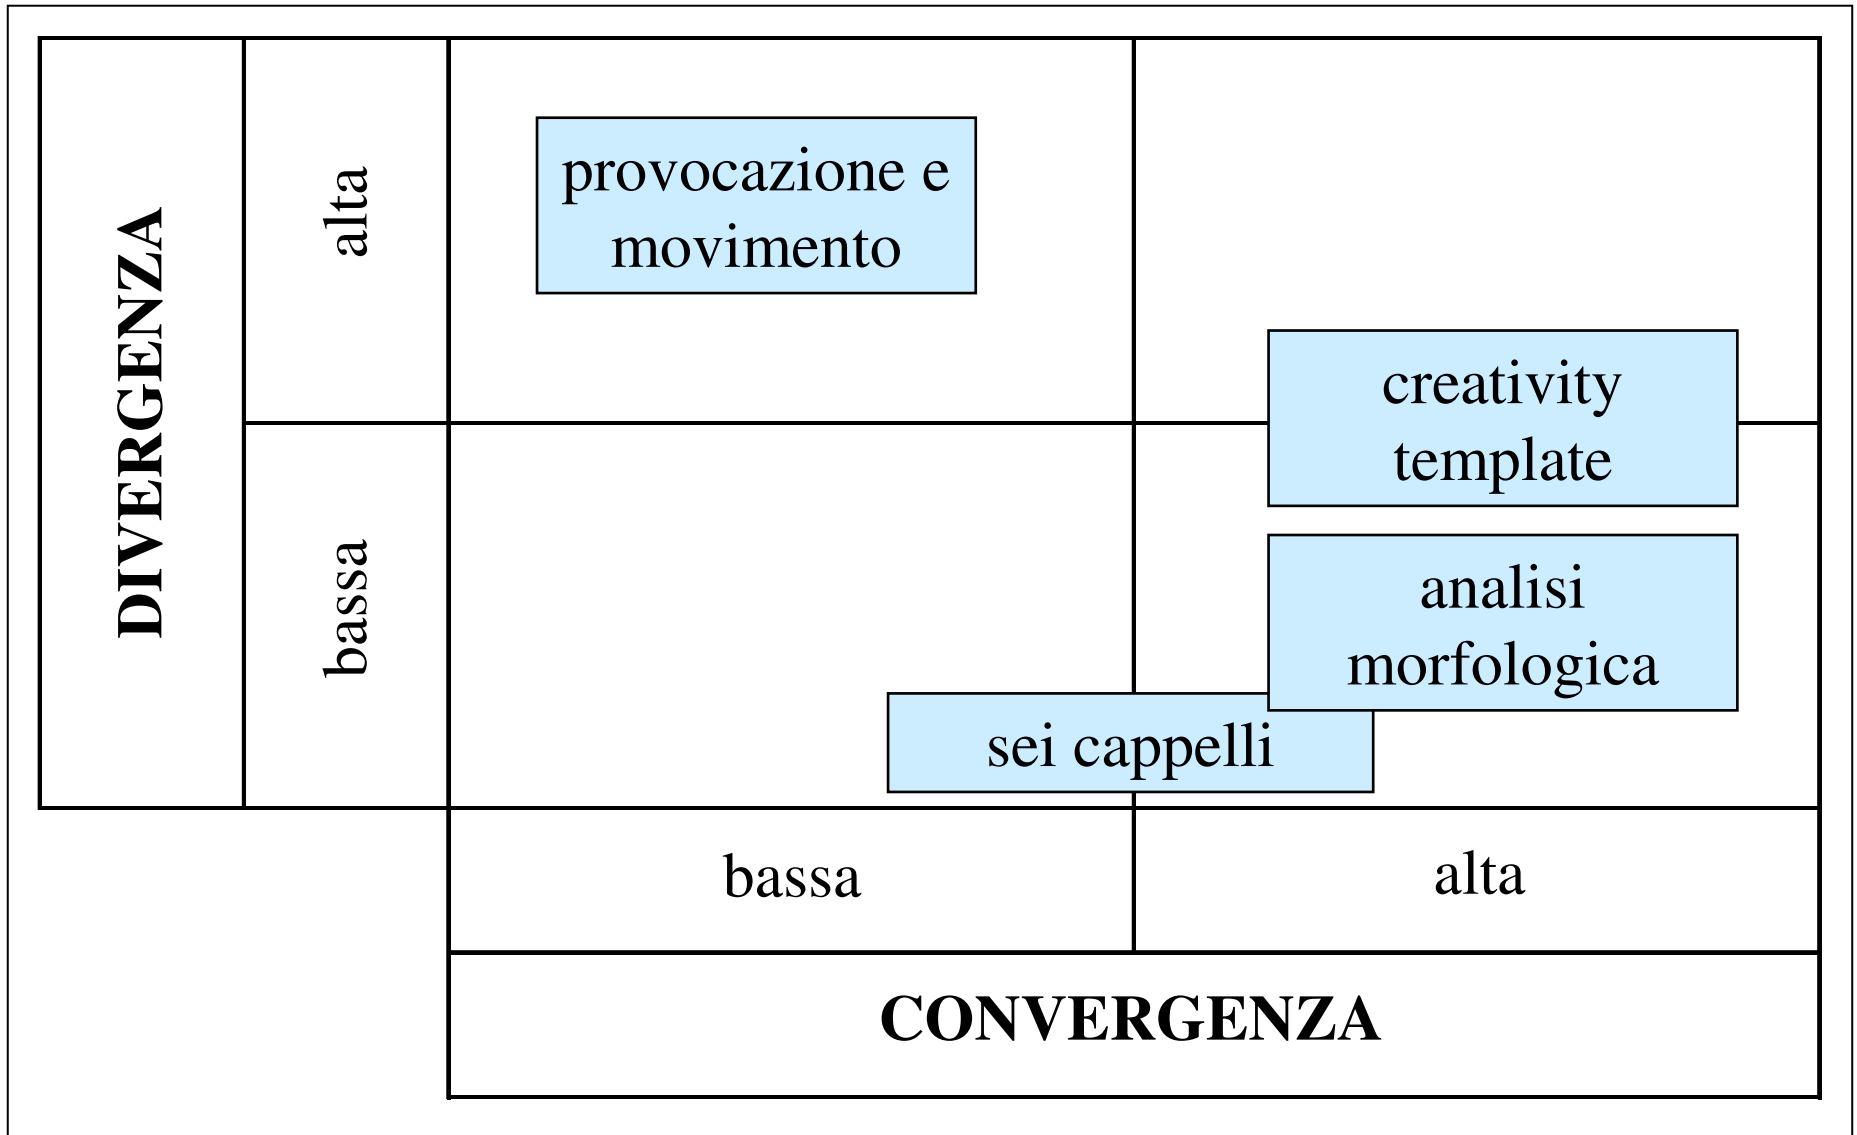 DIVERGENZA
alta
provocazione e
movimento
creativity
template
bassa
analisi
morfologica
sei cappelli
bassa
alta
CONVERGENZA